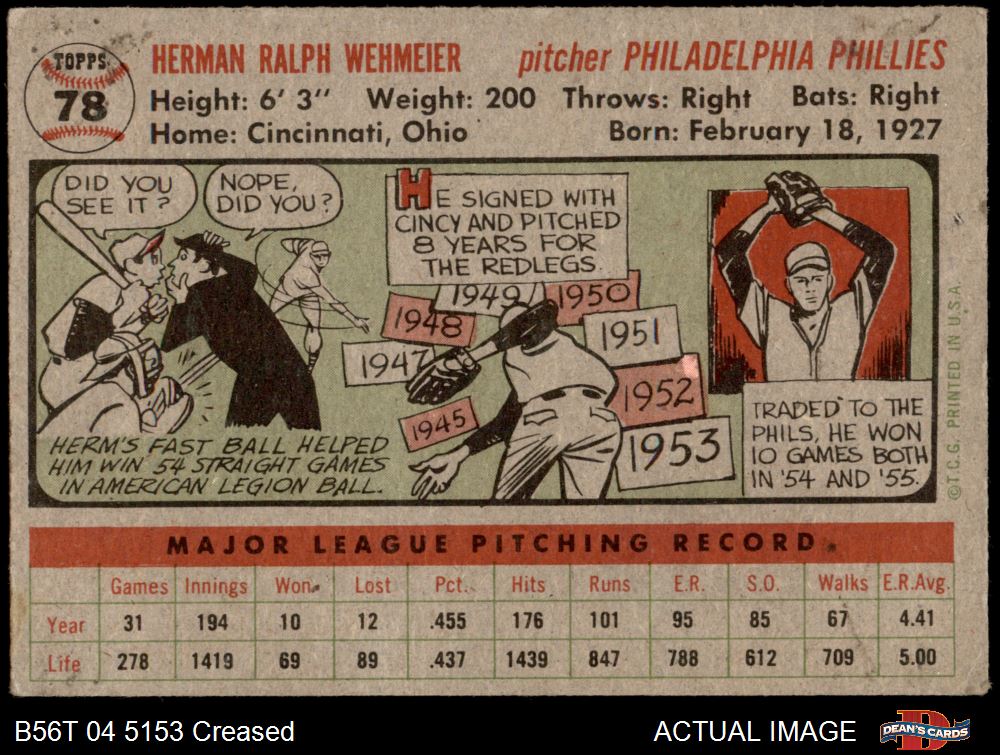 TOPPS
78
HERMAN RALPH WEHMEIER pitcher PHILADELPHIA PHILLIES
Height: 6' 3" Weight: 200 Throws: Right Bats: Right
Home: Cincinnati, Ohio Born: February 18, 1927
DID YOU
SEE IT?
NOPE,
DID YOU?
HERM'S FAST BALL HELPED
HIM WIN 54 STRAIGHT GAMES
IN AMERICAN LEGION BALL.
HE SIGNED WITH
CINCY AND PITCHED
8 YEARS FOR
THE REDLEGS.
1945
1947
1948
1949
1950
1951
1952
1953
TRADED TO THE
PHILS, HE WON
10 GAMES BOTH
IN '54 AND '55.
© T.C.G. PRINTED IN U.S.A.
MAJOR LEAGUE PITCHING RECORD
Games Innings Won Lost Pct. Hits Runs E.R. S.O. Walks E.R.Avg.
Year 31 194 10 12 .455 176 101 95 85 67 4.41
Life 278 1419 69 89 .437 1439 847 788 612 709 5.00
B56T 04 5153 Creased ACTUAL IMAGE
D
DEAN'S CARDS